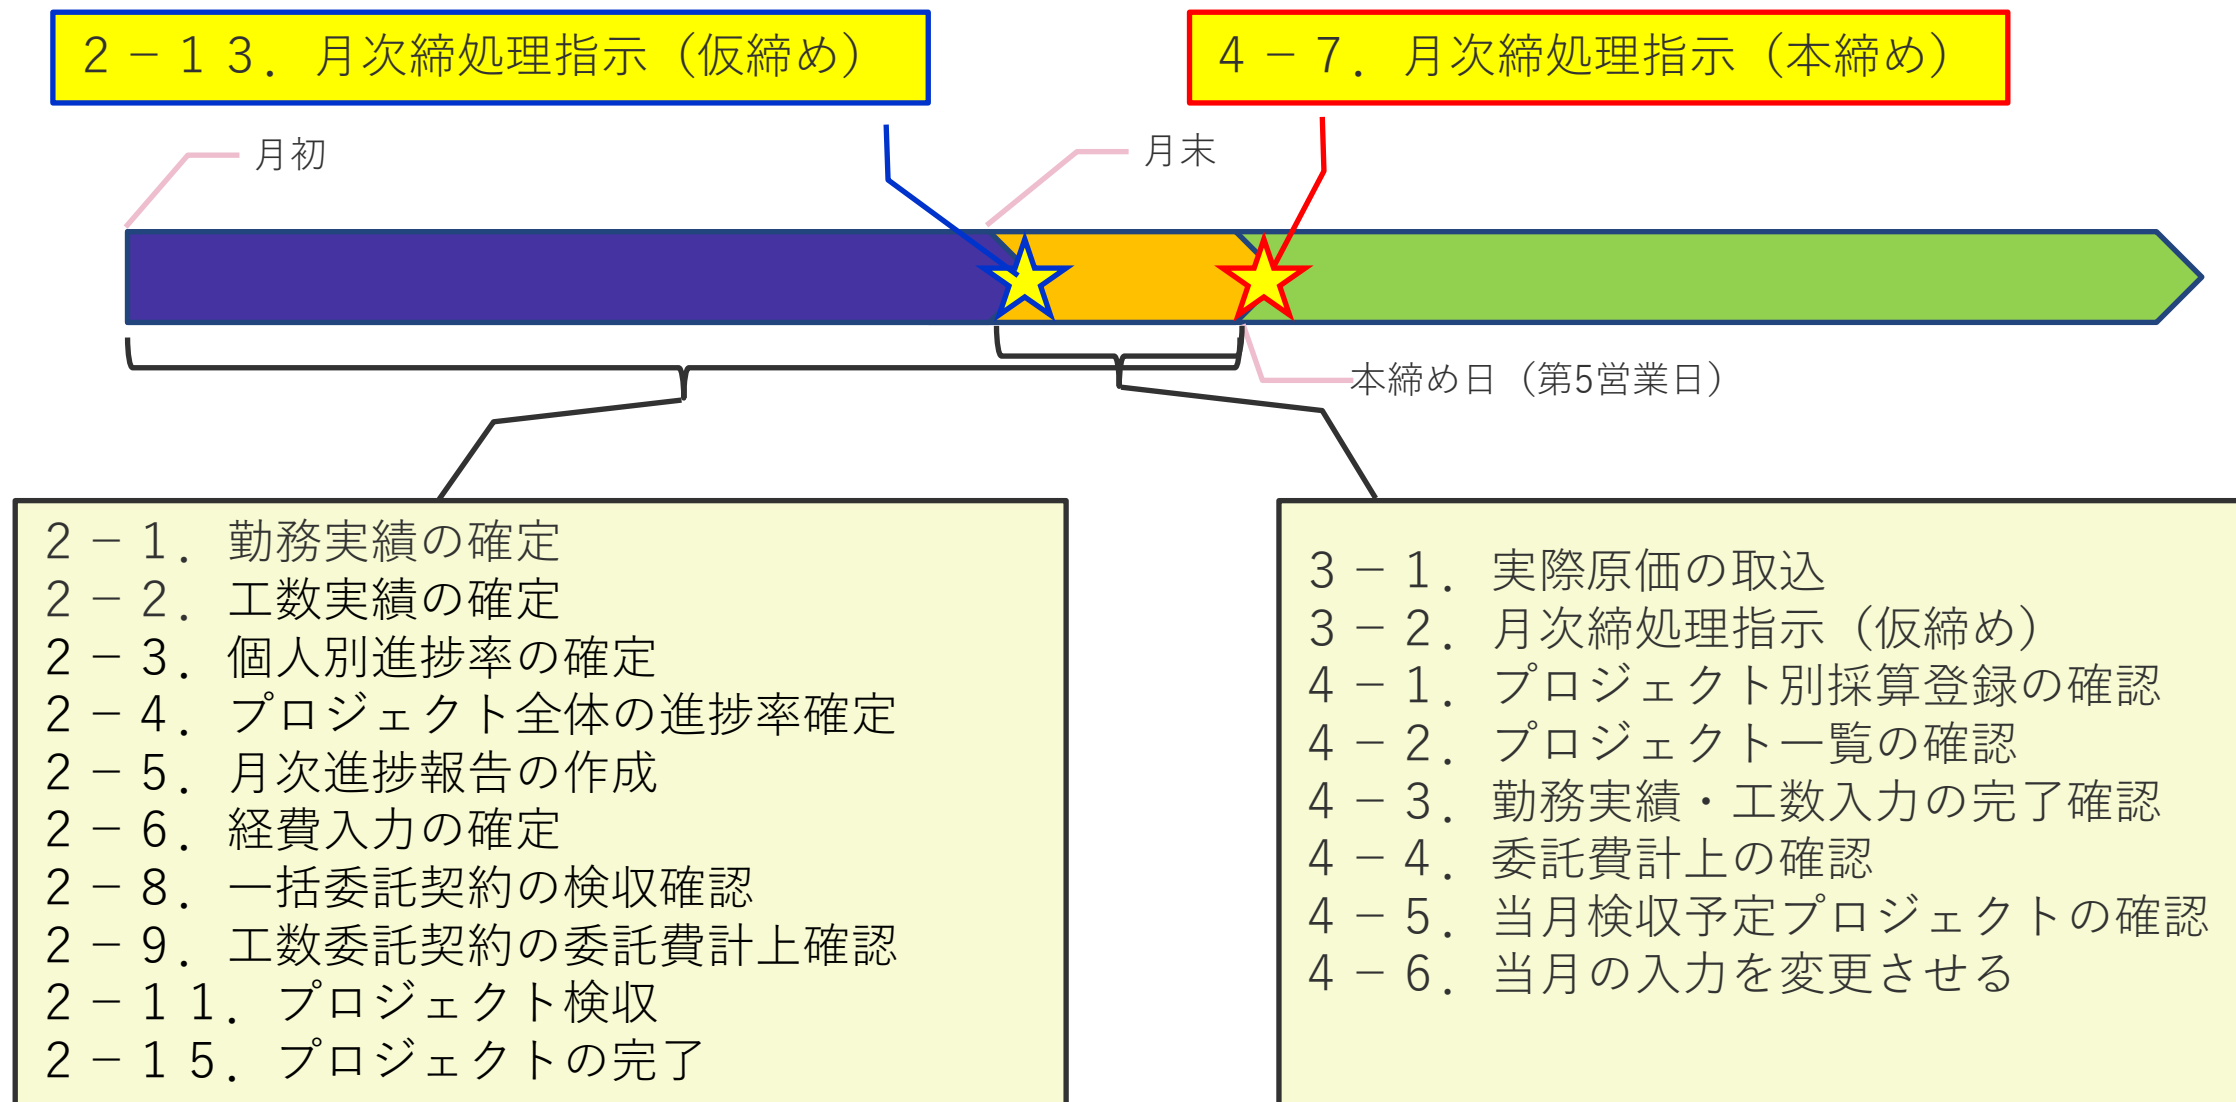 ２－１３．月次締処理指示（仮締め）
４－７．月次締処理指示（本締め）
月初
月末
本締め日（第5営業日）
２－１．勤務実績の確定
２－２．工数実績の確定
２－３．個人別進捗率の確定
２－４．プロジェクト全体の進捗率確定
２－５．月次進捗報告の作成
２－６．経費入力の確定
２－８．一括委託契約の検収確認
２－９．工数委託契約の委託費計上確認
２－１１．プロジェクト検収
２－１５．プロジェクトの完了
３－１．実際原価の取込
３－２．月次締処理指示（仮締め）
４－１．プロジェクト別採算登録の確認
４－２．プロジェクト一覧の確認
４－３．勤務実績・工数入力の完了確認
４－４．委託費計上の確認
４－５．当月検収予定プロジェクトの確認
４－６．当月の入力を変更させる